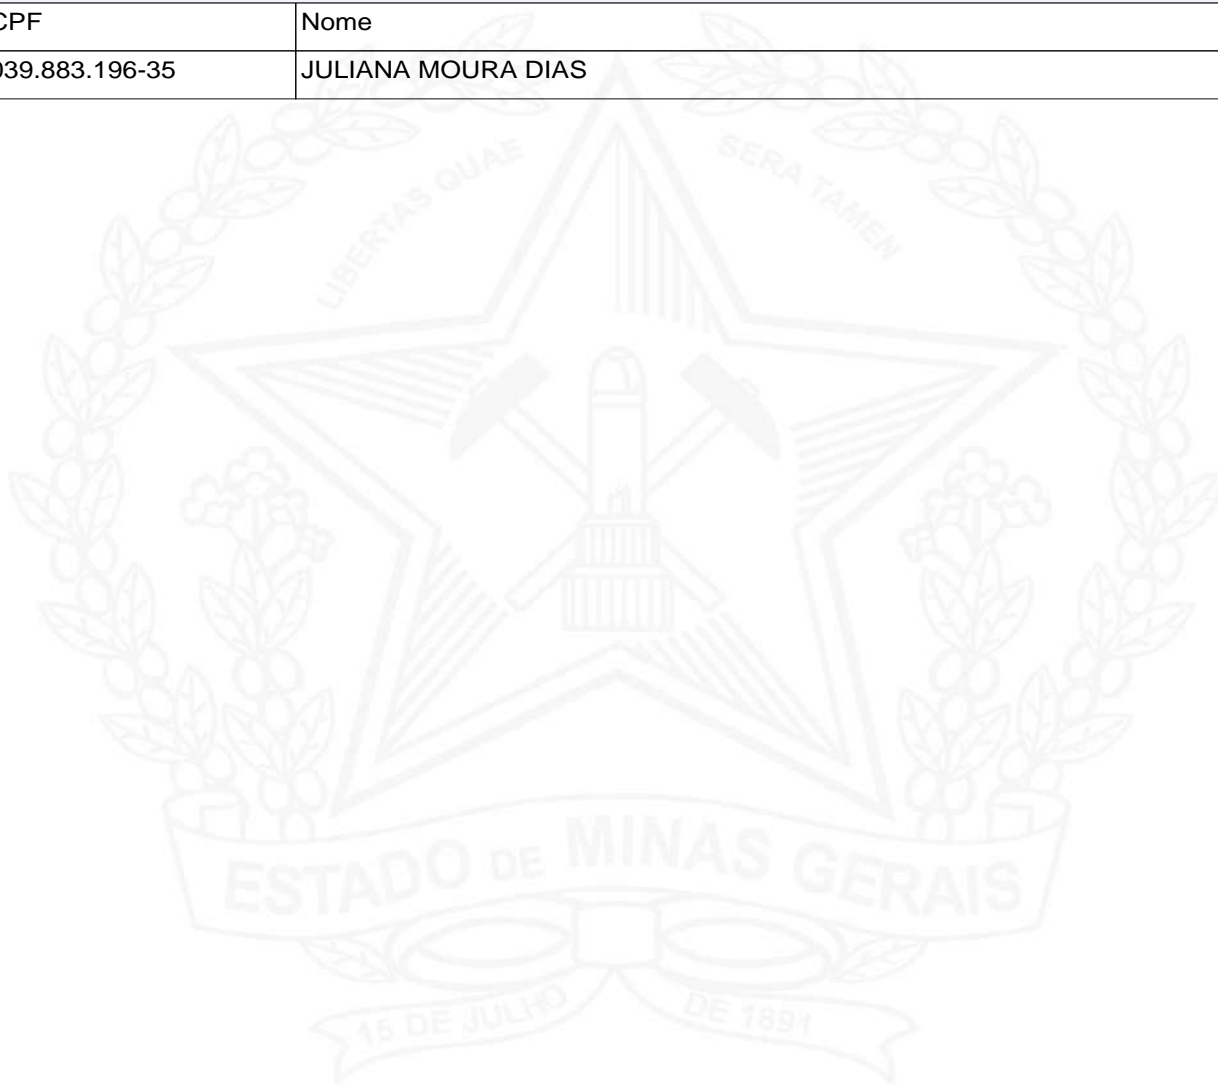 CPF Nome
039.883.196-35 JULIANA MOURA DIAS
LIBERTAS QUAE SERA TAMEN
ESTADO DE MINAS GERAIS
15 DE JULHO DE 1891